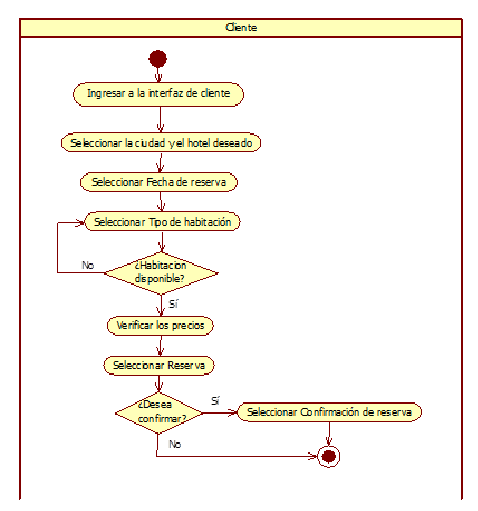 Cliente
Ingresar a la interfaz de cliente
Seleccionar la ciudad y el hotel deseado
Seleccionar Fecha de reserva
Seleccionar Tipo de habitación
No
¿Habitacion
disponible?
Sí
Verificar los precios
Seleccionar Reserva
¿Desea
confirmar?
Sí
Seleccionar Confirmación de reserva
No